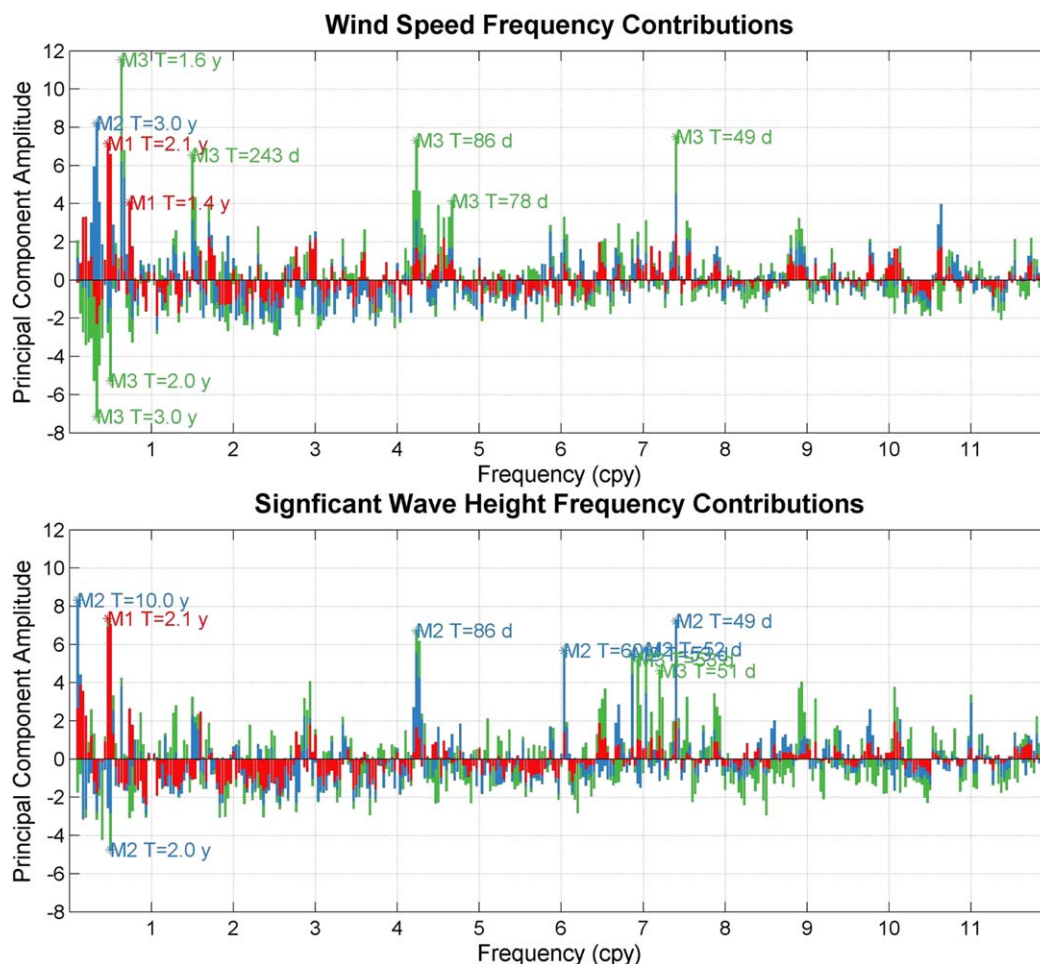 Wind Speed Frequency Contributions
Principal Component Amplitude
12
10
8
6
4
2
0
-2
-4
-6
-8
M3 T=1.6 y
M2 T=3.0 y
M1 T=2.1 y
M3 T=243 d
M1 T=1.4 y
M3 T=86 d
M3 T=78 d
M3 T=49 d
M3 T=2.0 y
M3 T=3.0 y
1 2 3 4 5 6 7 8 9 10 11
Frequency (cpy)
Signficant Wave Height Frequency Contributions
Principal Component Amplitude
12
10
8
6
4
2
0
-2
-4
-6
-8
M2 T=10.0 y
M1 T=2.1 y
M2 T=86 d
M2 T=49 d
M2 T=60
M2 T=52 d
M3 T=51 d
M2 T=2.0 y
1 2 3 4 5 6 7 8 9 10 11
Frequency (cpy)